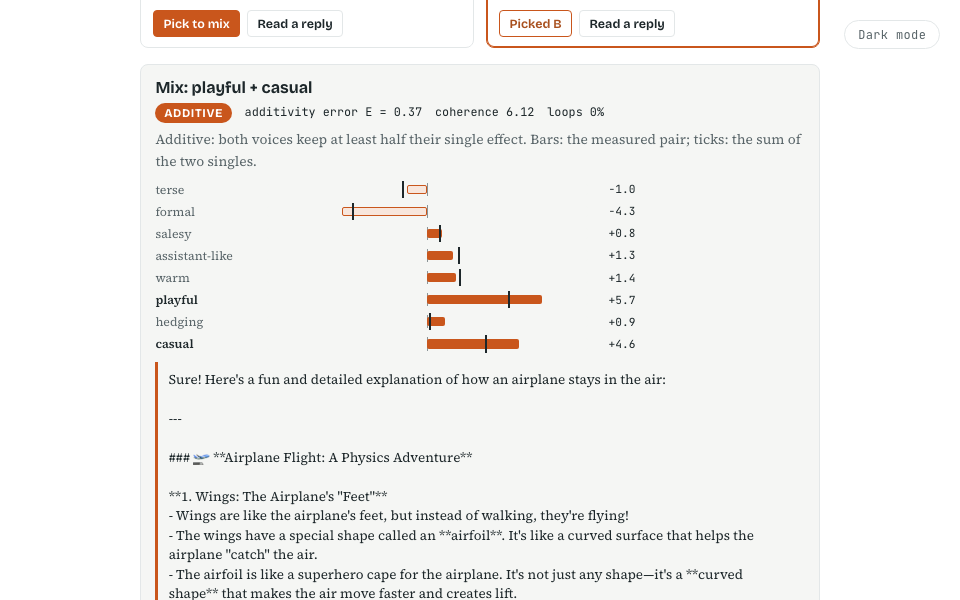 Pick to mix
Read a reply
Picked B
Read a reply
Dark mode
Mix: playful + casual
ADDITIVE additivity error E = 0.37 coherence 6.12 loops 0%
Additive: both voices keep at least half their single effect. Bars: the measured pair; ticks: the sum of
the two singles.
terse -1.0
formal -4.3
salesy +0.8
assistant-like +1.3
warm +1.4
playful +5.7
hedging +0.9
casual +4.6
Sure! Here's a fun and detailed explanation of how an airplane stays in the air:
---
### 🛫 **Airplane Flight: A Physics Adventure**
**1. Wings: The Airplane's "Feet"**
- Wings are like the airplane's feet, but instead of walking, they're flying!
- The wings have a special shape called an **airfoil**. It's like a curved surface that helps the
airplane "catch" the air.
- The airfoil is like a superhero cape for the airplane. It's not just any shape—it's a **curved
shape** that makes the air move faster and creates lift.